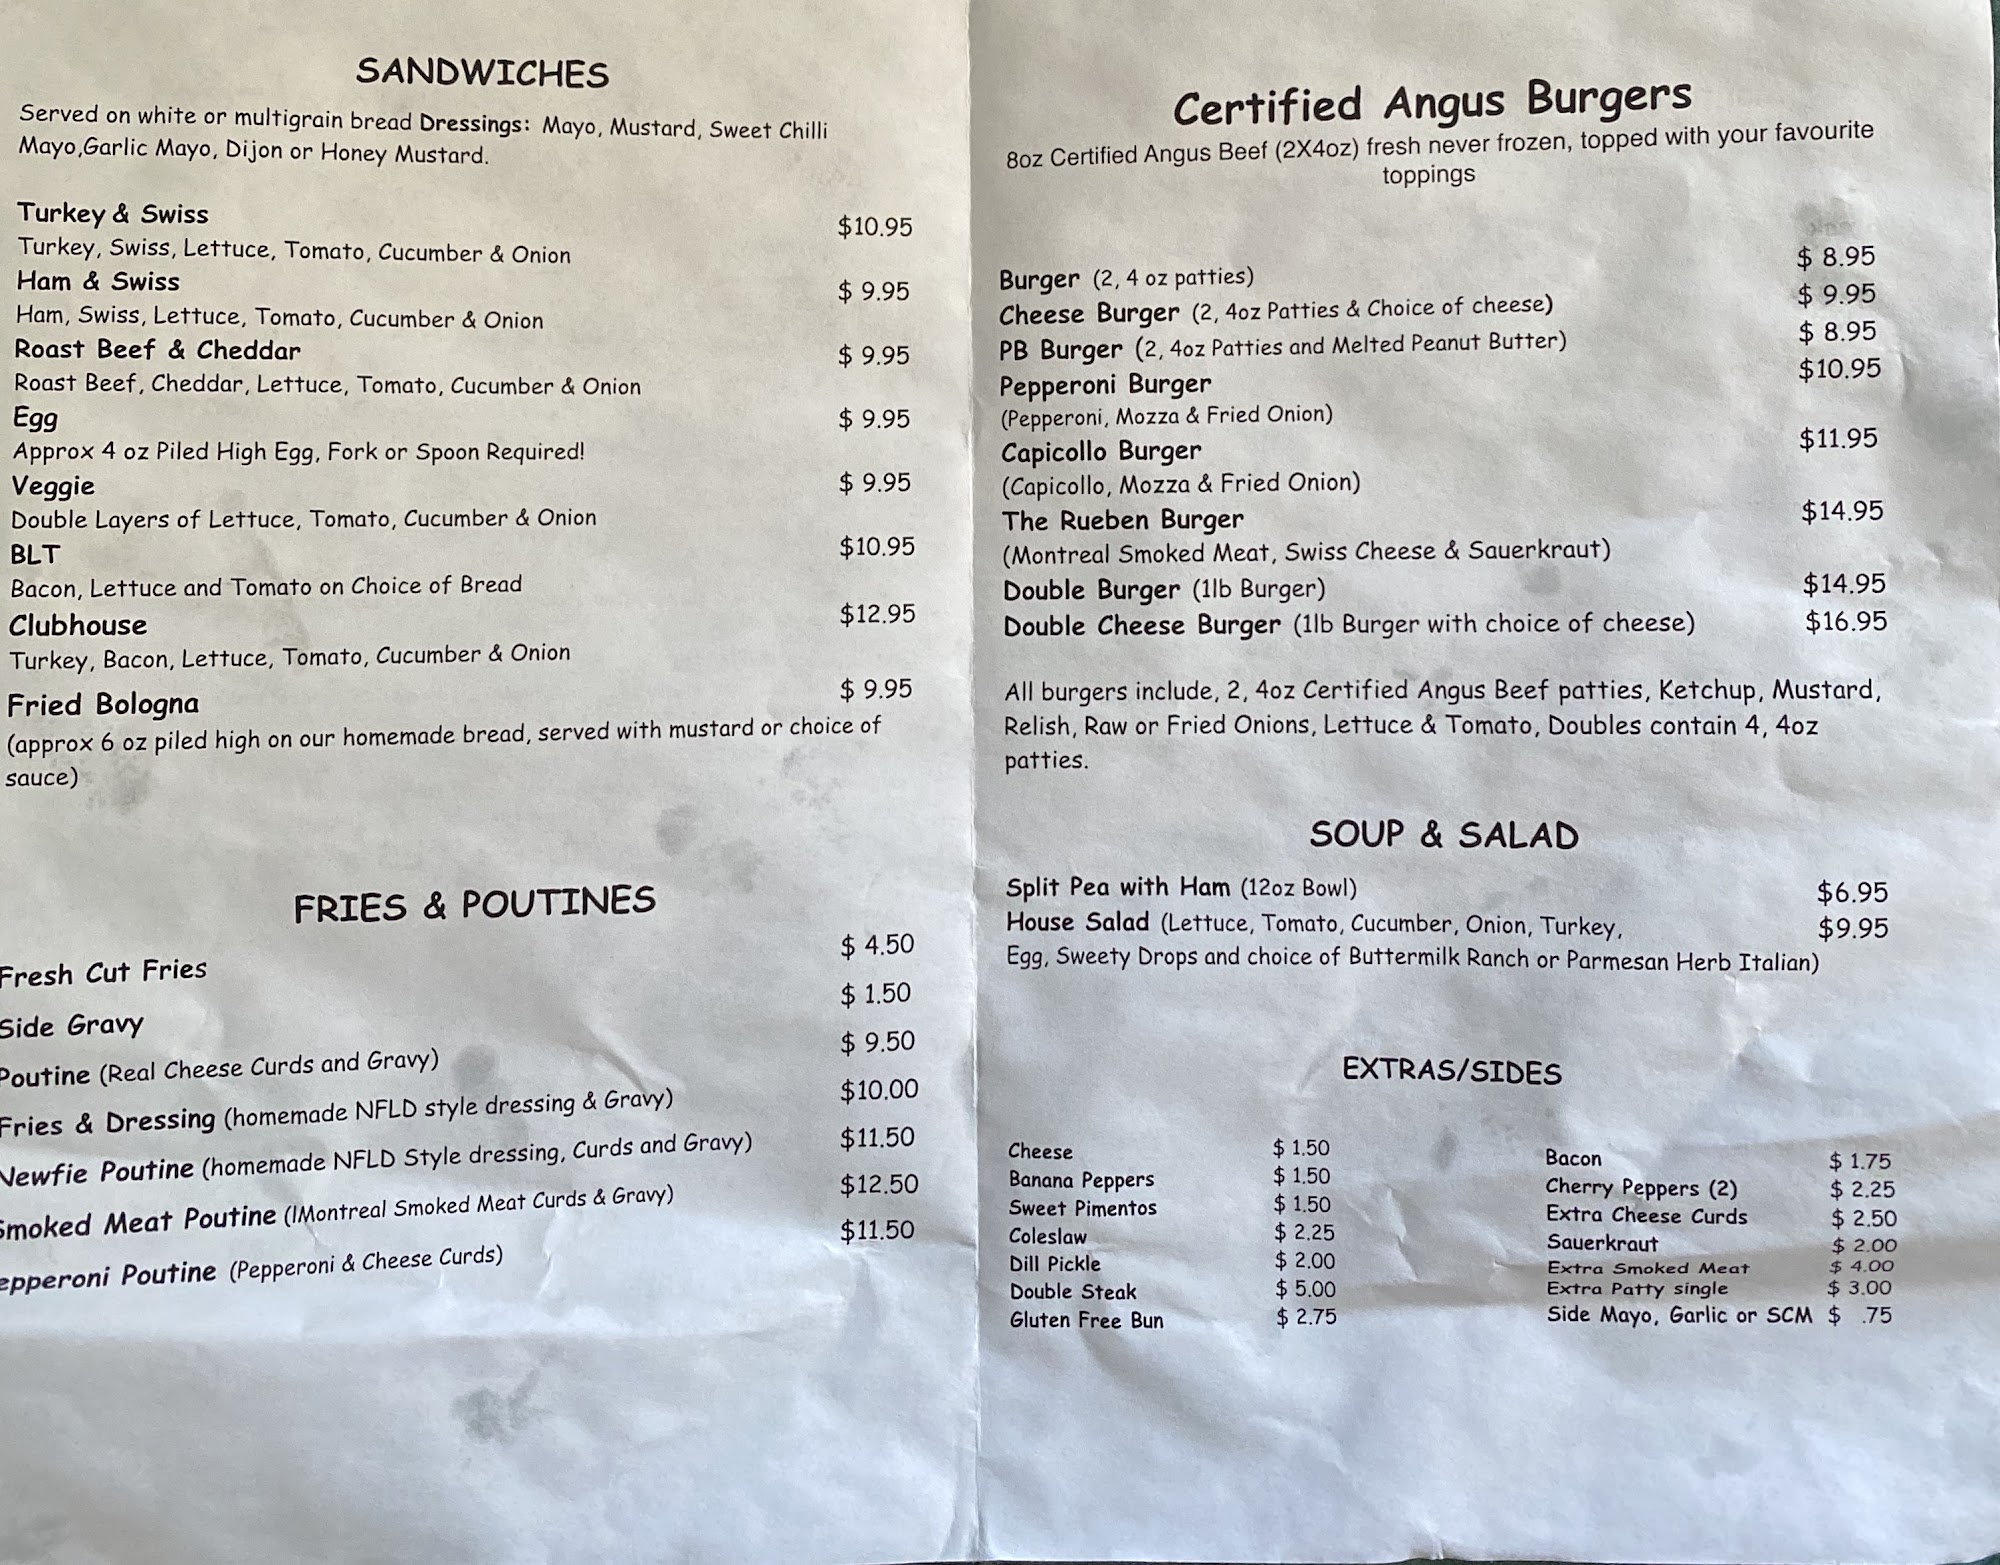 SANDWICHES
Served on white or multigrain bread Dressings: Mayo, Mustard, Sweet Chilli
Mayo,Garlic Mayo, Dijon or Honey Mustard.
Turkey & Swiss $10.95
Turkey, Swiss, Lettuce, Tomato, Cucumber & Onion
Ham & Swiss $ 9.95
Ham, Swiss, Lettuce, Tomato, Cucumber & Onion
Roast Beef & Cheddar $ 9.95
Roast Beef, Cheddar, Lettuce, Tomato, Cucumber & Onion
Egg $ 9.95
Approx 4 oz Piled High Egg, Fork or Spoon Required!
Veggie $ 9.95
Double Layers of Lettuce, Tomato, Cucumber & Onion
BLT $10.95
Bacon, Lettuce and Tomato on Choice of Bread
Clubhouse $12.95
Turkey, Bacon, Lettuce, Tomato, Cucumber & Onion
Fried Bologna $ 9.95
(approx 6 oz piled high on our homemade bread, served with mustard or choice of
sauce)
FRIES & POUTINES
Fresh Cut Fries $ 4.50
Side Gravy $ 1.50
Poutine (Real Cheese Curds and Gravy) $ 9.50
Fries & Dressing (homemade NFLD style dressing & Gravy) $10.00
Newfie Poutine (homemade NFLD Style dressing, Curds and Gravy) $11.50
Smoked Meat Poutine (lMontreal Smoked Meat Curds & Gravy) $12.50
epperoni Poutine (Pepperoni & Cheese Curds) $11.50
Certified Angus Burgers
8oz Certified Angus Beef (2X4oz) fresh never frozen, topped with your favourite
toppings
Burger (2, 4 oz patties) $ 8.95
Cheese Burger (2, 4oz Patties & Choice of cheese) $ 9.95
PB Burger (2, 4oz Patties and Melted Peanut Butter) $ 8.95
Pepperoni Burger $10.95
(Pepperoni, Mozza & Fried Onion)
Capicollo Burger $11.95
(Capicollo, Mozza & Fried Onion)
The Rueben Burger $14.95
(Montreal Smoked Meat, Swiss Cheese & Sauerkraut)
Double Burger (1lb Burger) $14.95
Double Cheese Burger (1lb Burger with choice of cheese) $16.95
All burgers include, 2, 4oz Certified Angus Beef patties, Ketchup, Mustard,
Relish, Raw or Fried Onions, Lettuce & Tomato, Doubles contain 4, 4oz
patties.
SOUP & SALAD
Split Pea with Ham (12oz Bowl) $6.95
House Salad (Lettuce, Tomato, Cucumber, Onion, Turkey, $9.95
Egg, Sweety Drops and choice of Buttermilk Ranch or Parmesan Herb Italian)
EXTRAS/SIDES
Cheese $ 1.50
Banana Peppers $ 1.50
Sweet Pimentos $ 1.50
Coleslaw $ 2.25
Dill Pickle $ 2.00
Double Steak $ 5.00
Gluten Free Bun $ 2.75
Bacon $ 1.75
Cherry Peppers (2) $ 2.25
Extra Cheese Curds $ 2.50
Sauerkraut $ 2.00
Extra Smoked Meat $ 4.00
Extra Patty single $ 3.00
Side Mayo, Garlic or SCM $ .75